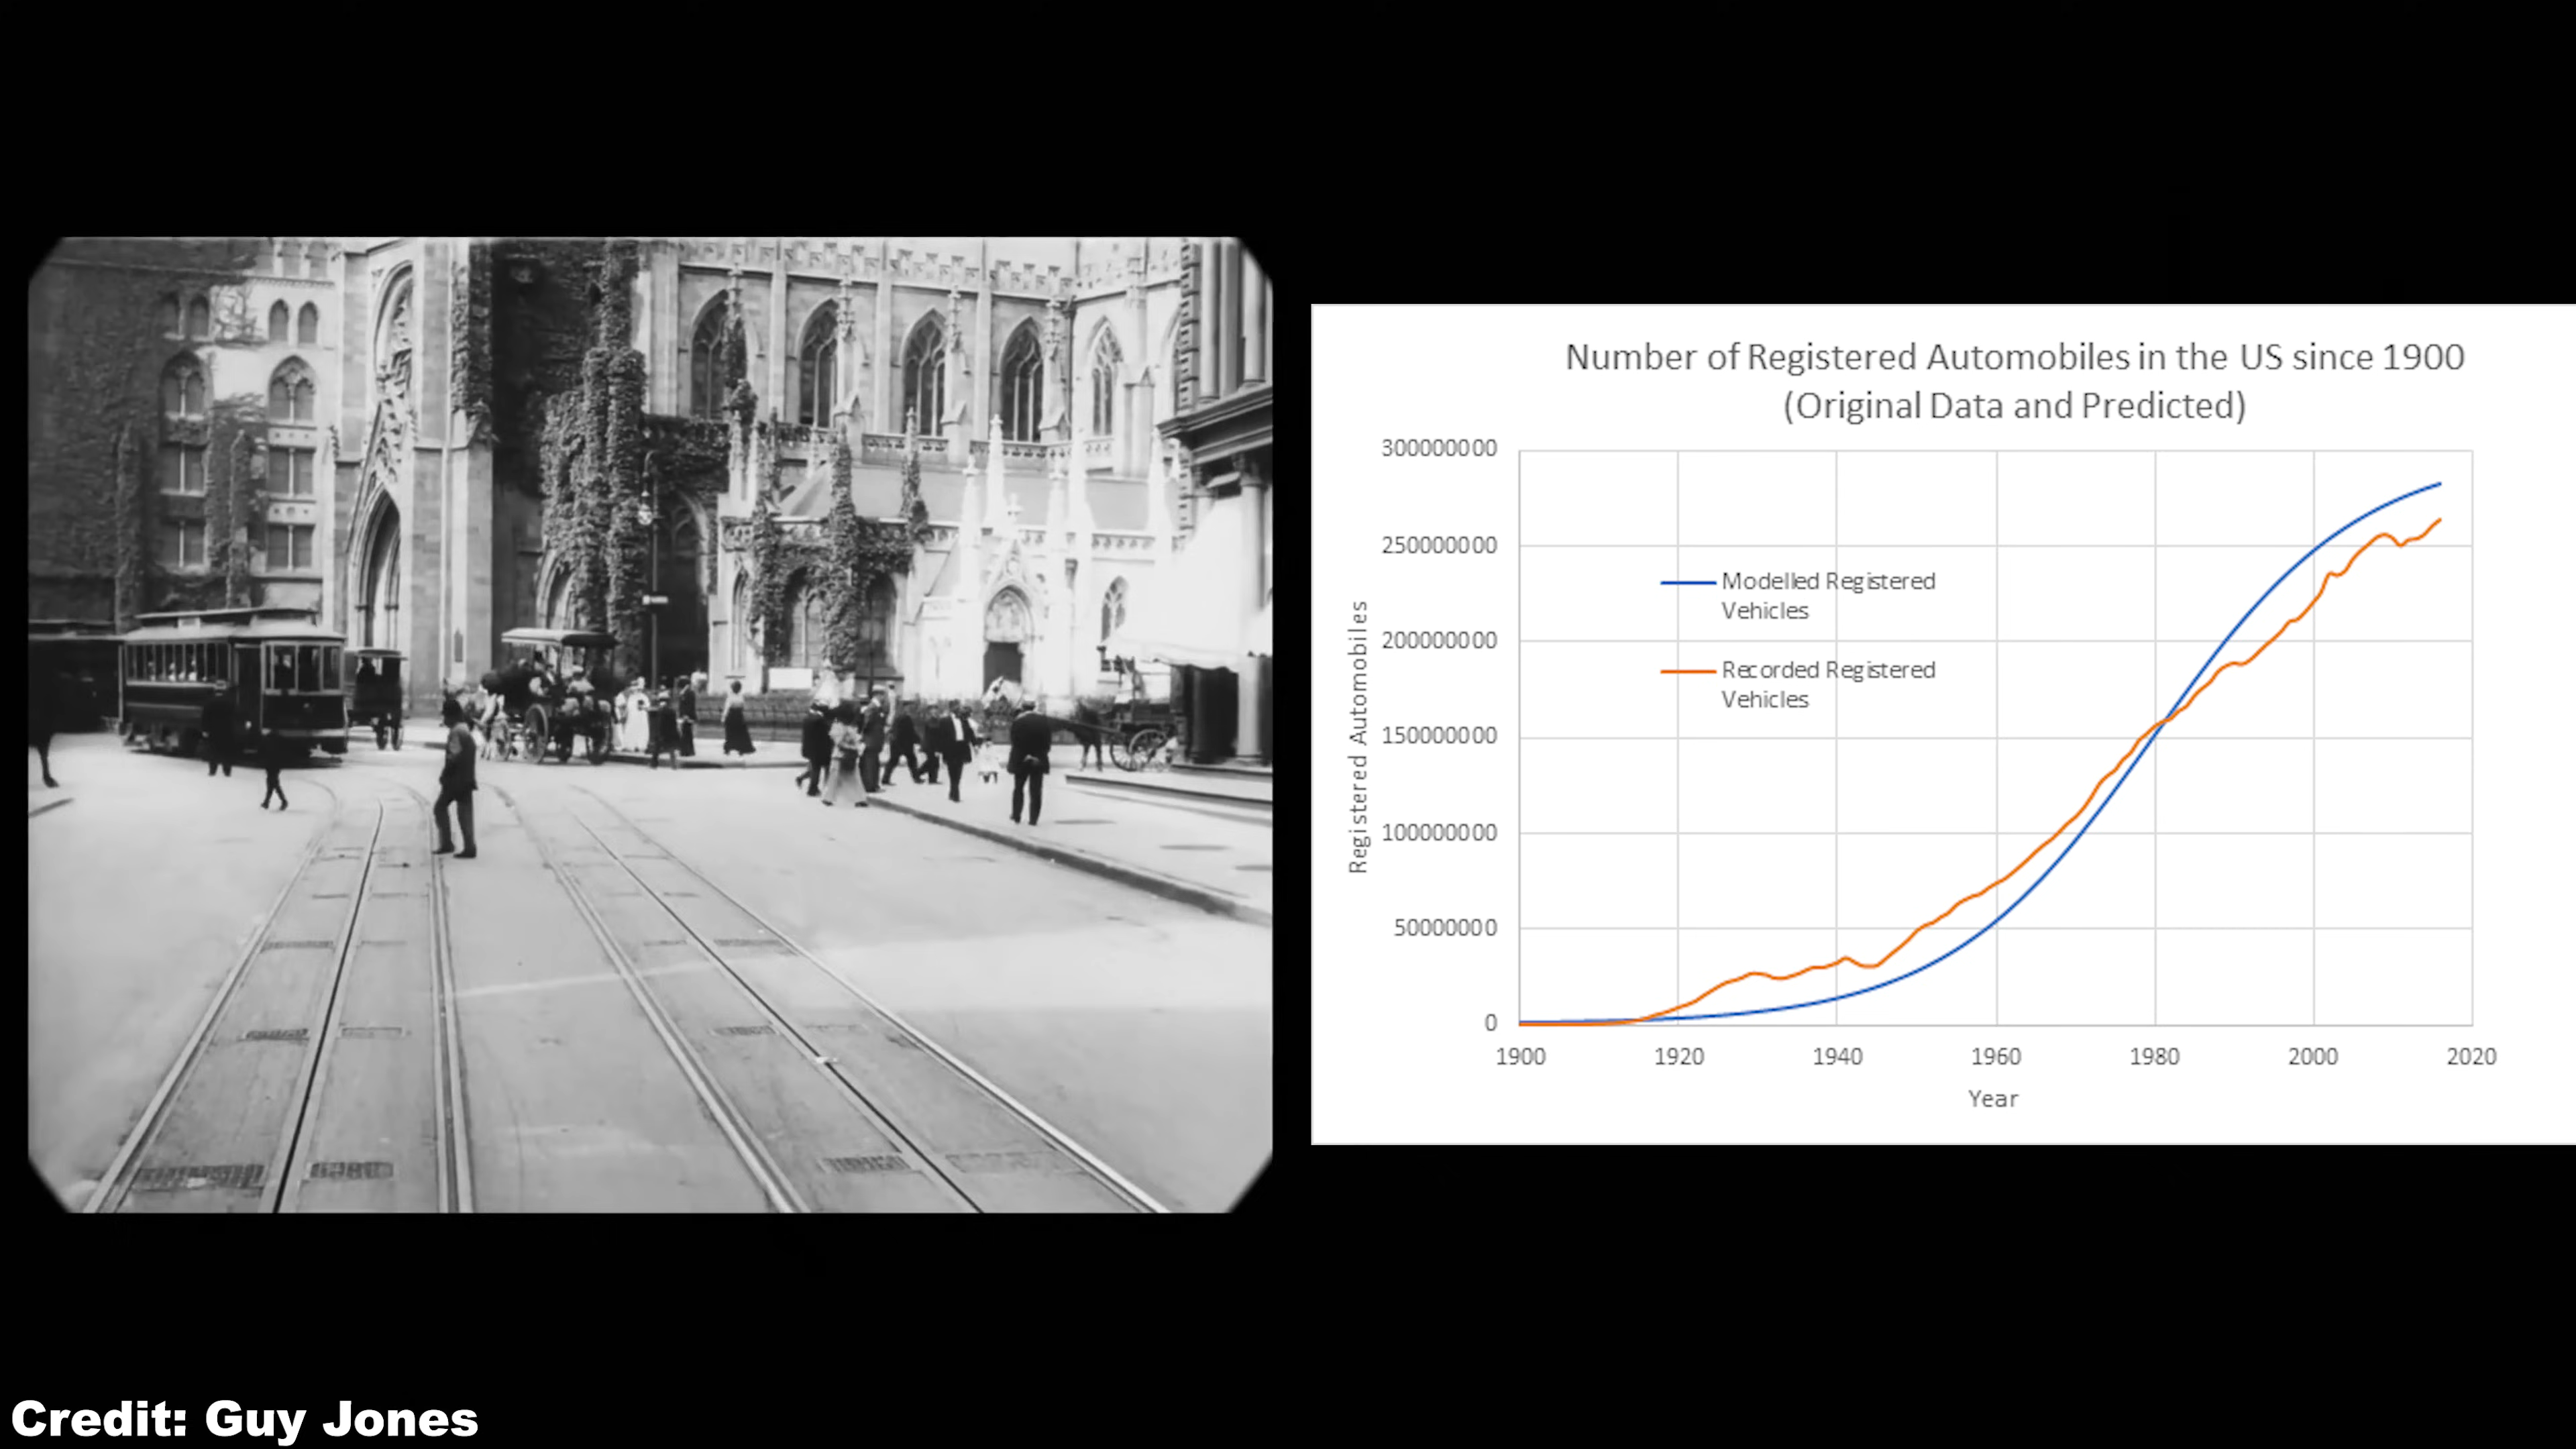 Number of Registered Automobiles in the US since 1900
(Original Data and Predicted)
300000000
250000000
200000000
150000000
100000000
50000000
0
Registered Automobiles
Modelled Registered
Vehicles
Recorded Registered
Vehicles
1900 1920 1940 1960 1980 2000 2020
Year
Credit: Guy Jones